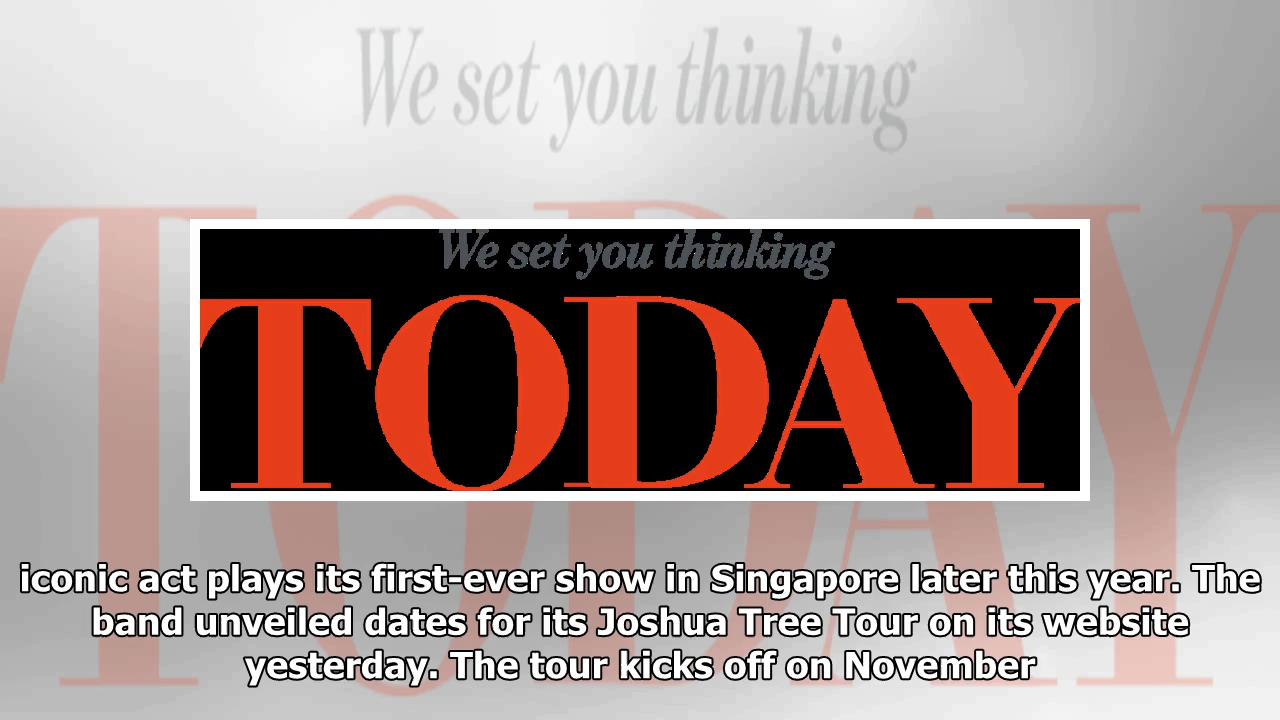 We set you thinking
We set you thinking
TODAY
TODAY
iconic act plays its first-ever show in Singapore later this year. The
band unveiled dates for its Joshua Tree Tour on its website
yesterday. The tour kicks off on November